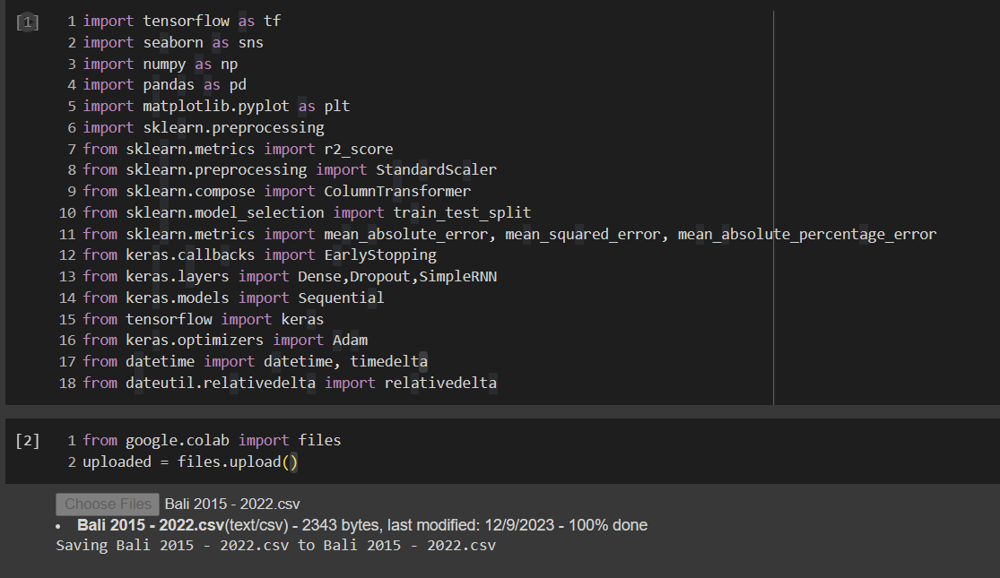 [1]
1 import tensorflow as tf
2 import seaborn as sns
3 import numpy as np
4 import pandas as pd
5 import matplotlib.pyplot as plt
6 import sklearn.preprocessing
7 from sklearn.metrics import r2_score
8 from sklearn.preprocessing import StandardScaler
9 from sklearn.compose import ColumnTransformer
10 from sklearn.model_selection import train_test_split
11 from sklearn.metrics import mean_absolute_error, mean_squared_error, mean_absolute_percentage_error
12 from keras.callbacks import EarlyStopping
13 from keras.layers import Dense,Dropout,SimpleRNN
14 from keras.models import Sequential
15 from tensorflow import keras
16 from keras.optimizers import Adam
17 from datetime import datetime, timedelta
18 from dateutil.relativedelta import relativedelta
[2]
1 from google.colab import files
2 uploaded = files.upload()
Choose Files Bali 2015 - 2022.csv
• Bali 2015 - 2022.csv(text/csv) - 2343 bytes, last modified: 12/9/2023 - 100% done
Saving Bali 2015 - 2022.csv to Bali 2015 - 2022.csv